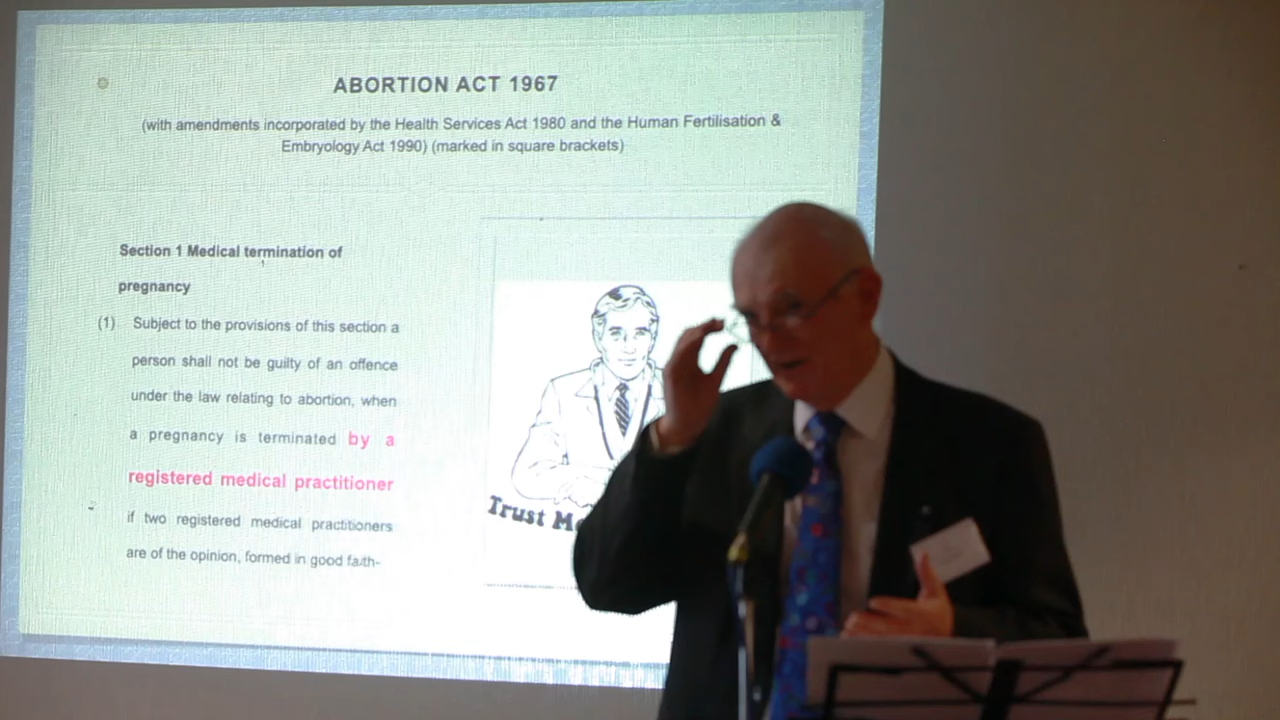 ABORTION ACT 1967
(with amendments incorporated by the Health Services Act 1980 and the Human Fertilisation &
Embryology Act 1990) (marked in square brackets)
Section 1 Medical termination of
pregnancy
(1) Subject to the provisions of this section a
person shall not be guilty of an offence
under the law relating to abortion, when
a pregnancy is terminated by a
registered medical practitioner
if two registered medical practitioners
are of the opinion, formed in good faith-
Trust